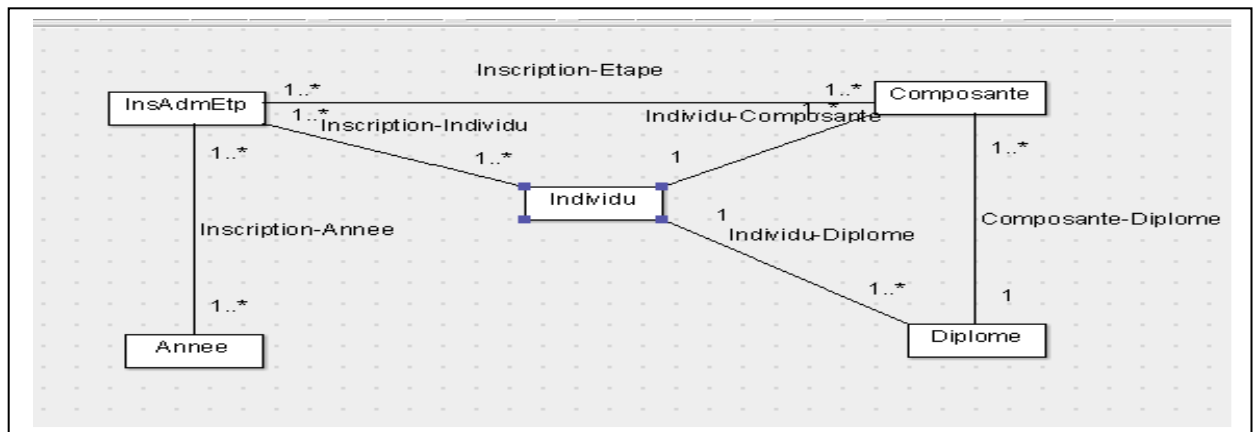 Inscription-Etape
1..*
1..*
InsAdmEtp
Composante
1..*
Inscription-Individu
Individu-Composante
1..*
1..*
1..*
1
1..*
Individu
1
Inscription-Annee
Individu-Diplome
Composante-Diplome
1..*
1
1..*
Annee
Diplome